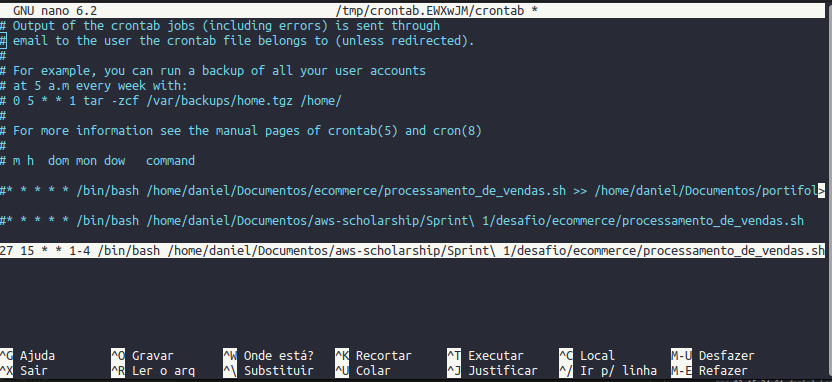 GNU nano 6.2 /tmp/crontab.EWXwJM/crontab *
# Output of the crontab jobs (including errors) is sent through
# email to the user the crontab file belongs to (unless redirected).
#
# For example, you can run a backup of all your user accounts
# at 5 a.m every week with:
# 0 5 * * 1 tar -zcf /var/backups/home.tgz /home/
#
# For more information see the manual pages of crontab(5) and cron(8)
#
# m h  dom mon dow   command
#* * * * * /bin/bash /home/daniel/Documentos/ecommerce/processamento_de_vendas.sh >> /home/daniel/Documentos/portifol>
#* * * * * /bin/bash /home/daniel/Documentos/aws-scholarship/Sprint\ 1/desafio/ecommerce/processamento_de_vendas.sh
27 15 * * 1-4 /bin/bash /home/daniel/Documentos/aws-scholarship/Sprint\ 1/desafio/ecommerce/processamento_de_vendas.sh
^G Ajuda ^O Gravar ^W Onde está? ^K Recortar ^T Executar ^C Local M-U Desfazer
^X Sair ^R Ler o arq ^\ Substituir ^U Colar ^J Justificar ^/ Ir p/ linha M-E Refazer